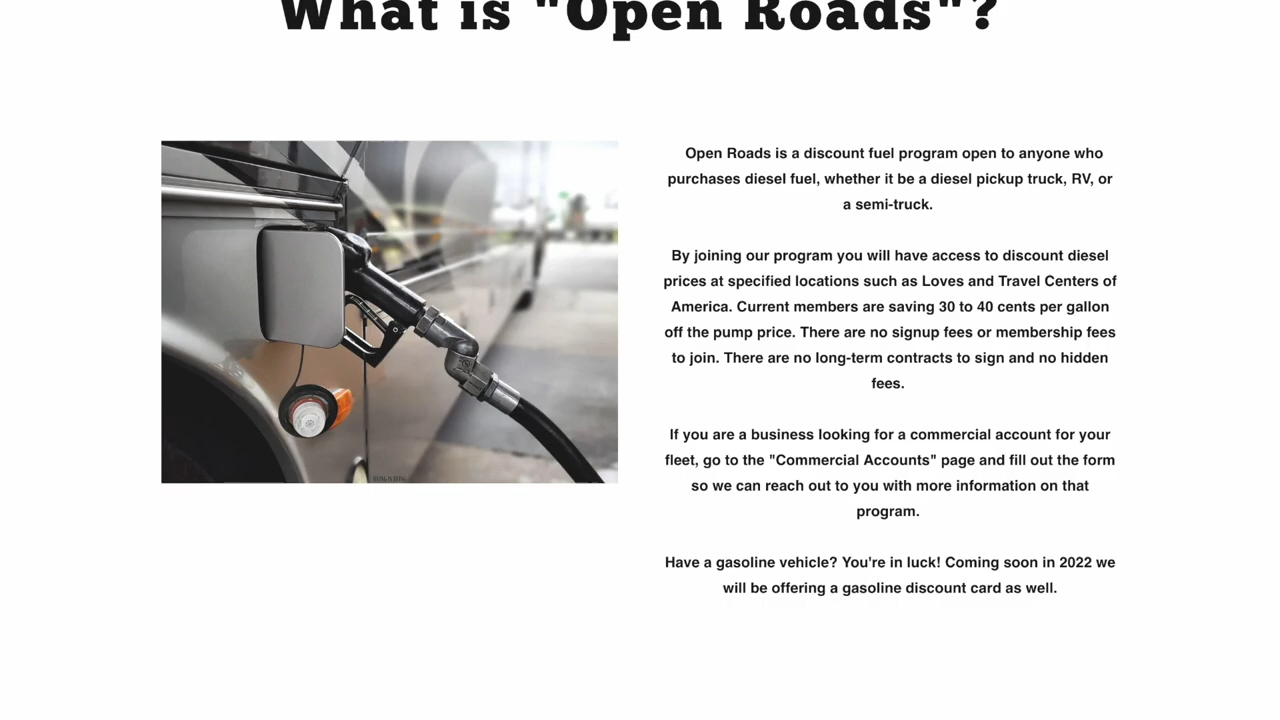 What is "Open Roads"?
Open Roads is a discount fuel program open to anyone who
purchases diesel fuel, whether it be a diesel pickup truck, RV, or
a semi-truck.
By joining our program you will have access to discount diesel
prices at specified locations such as Loves and Travel Centers of
America. Current members are saving 30 to 40 cents per gallon
off the pump price. There are no signup fees or membership fees
to join. There are no long-term contracts to sign and no hidden
fees.
If you are a business looking for a commercial account for your
fleet, go to the "Commercial Accounts" page and fill out the form
so we can reach out to you with more information on that
program.
Have a gasoline vehicle? You're in luck! Coming soon in 2022 we
will be offering a gasoline discount card as well.